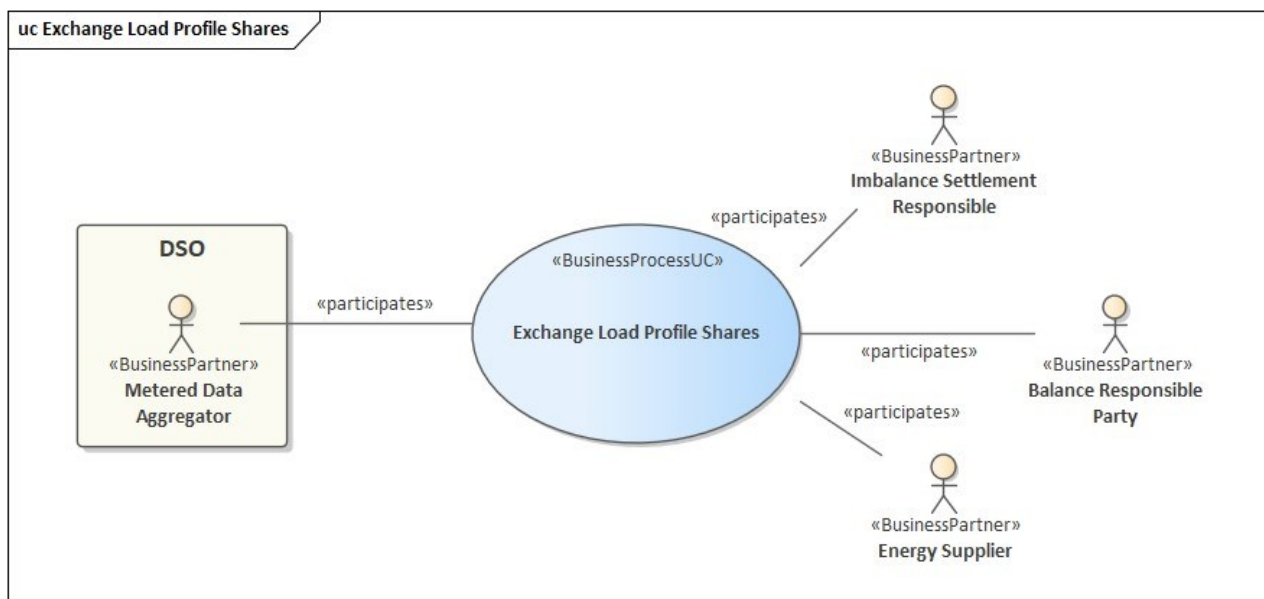 uc Exchange Load Profile Shares
«BusinessPartner»
Imbalance Settlement
Responsible
«participates»
DSO
«BusinessProcessUC»
«participates»
Exchange Load Profile Shares
«participates»
«BusinessPartner»
Metered Data
Aggregator
«BusinessPartner»
Balance Responsible
Party
«participates»
«BusinessPartner»
Energy Supplier